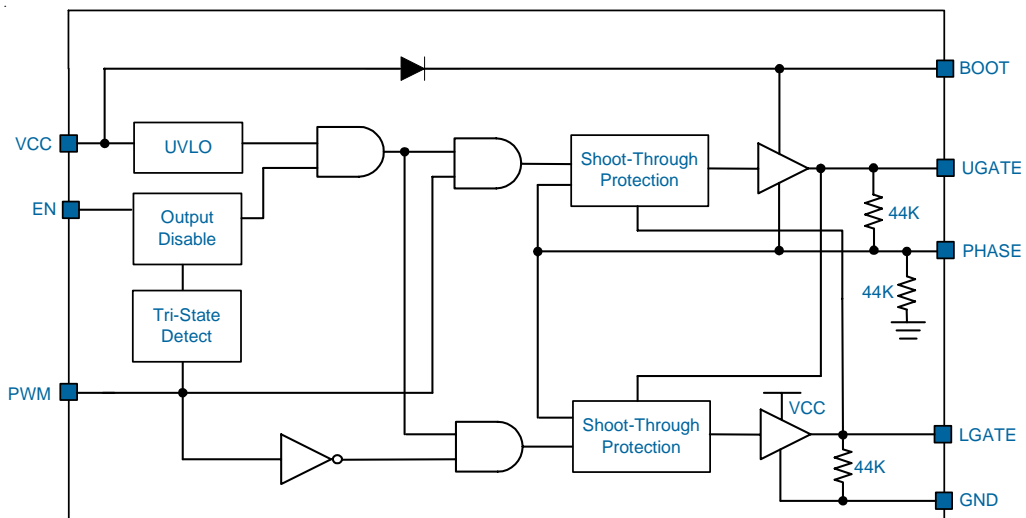 BOOT
VCC
UVLO
Shoot-Through
Protection
UGATE
EN
Output
Disable
44K
PHASE
44K
Tri-State
Detect
PWM
VCC
Shoot-Through
Protection
LGATE
44K
GND